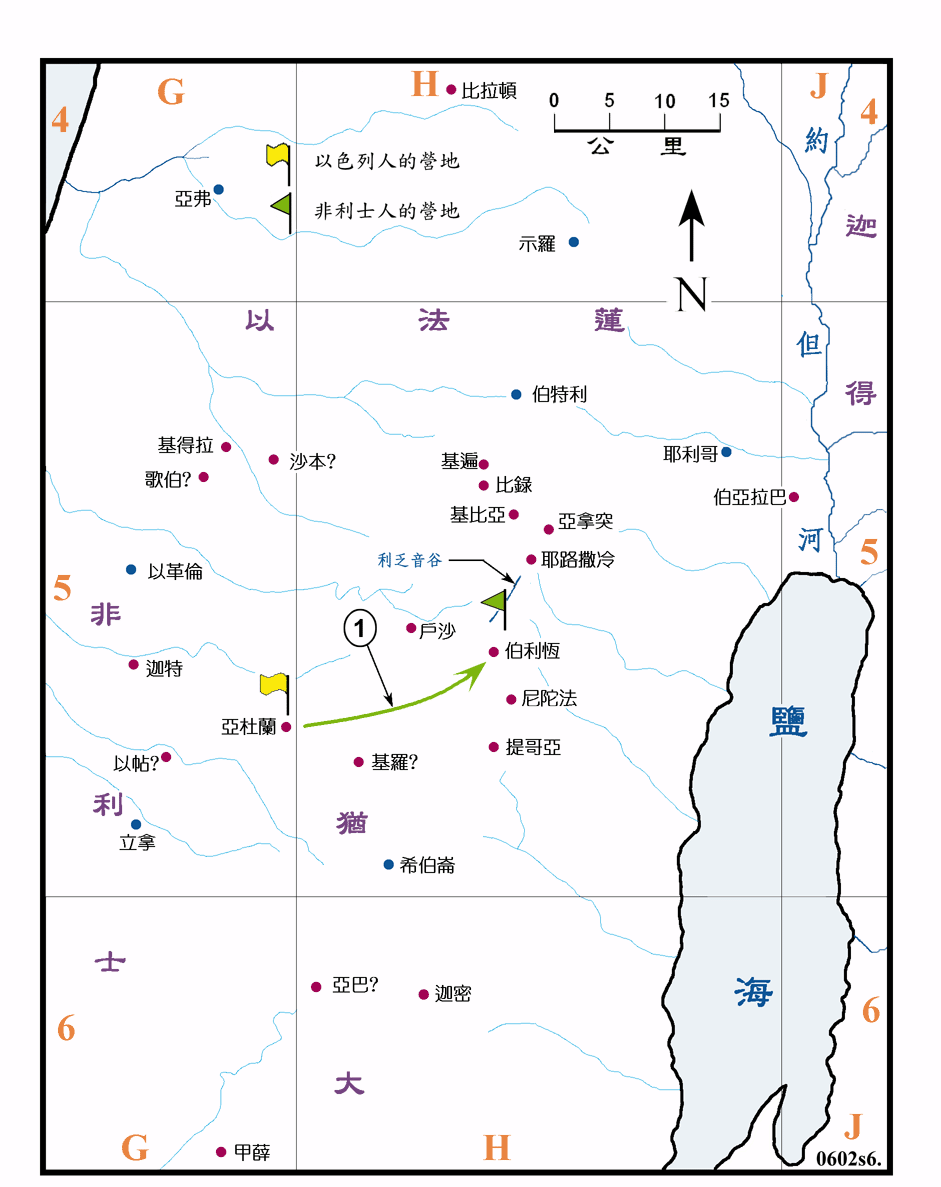 G
H
J
4
4
比拉頓
0 5 10 15
公里
約
以色列人的營地
亞弗
非利士人的營地
迦
示羅
N
以法蓮
但
得
伯特利
基得拉
沙本?
基遍
耶利哥
歌伯?
比錄
伯亞拉巴
基比亞
亞拿突
河
5
利乏音谷
耶路撒冷
以革倫
5
非
1
戶沙
伯利恆
迦特
尼陀法
亞杜蘭
鹽
提哥亞
以帖?
基羅?
利
猶
立拿
希伯崙
士
亞巴?
迦密
海
6
6
大
G
H
J
甲薛
0602s6.